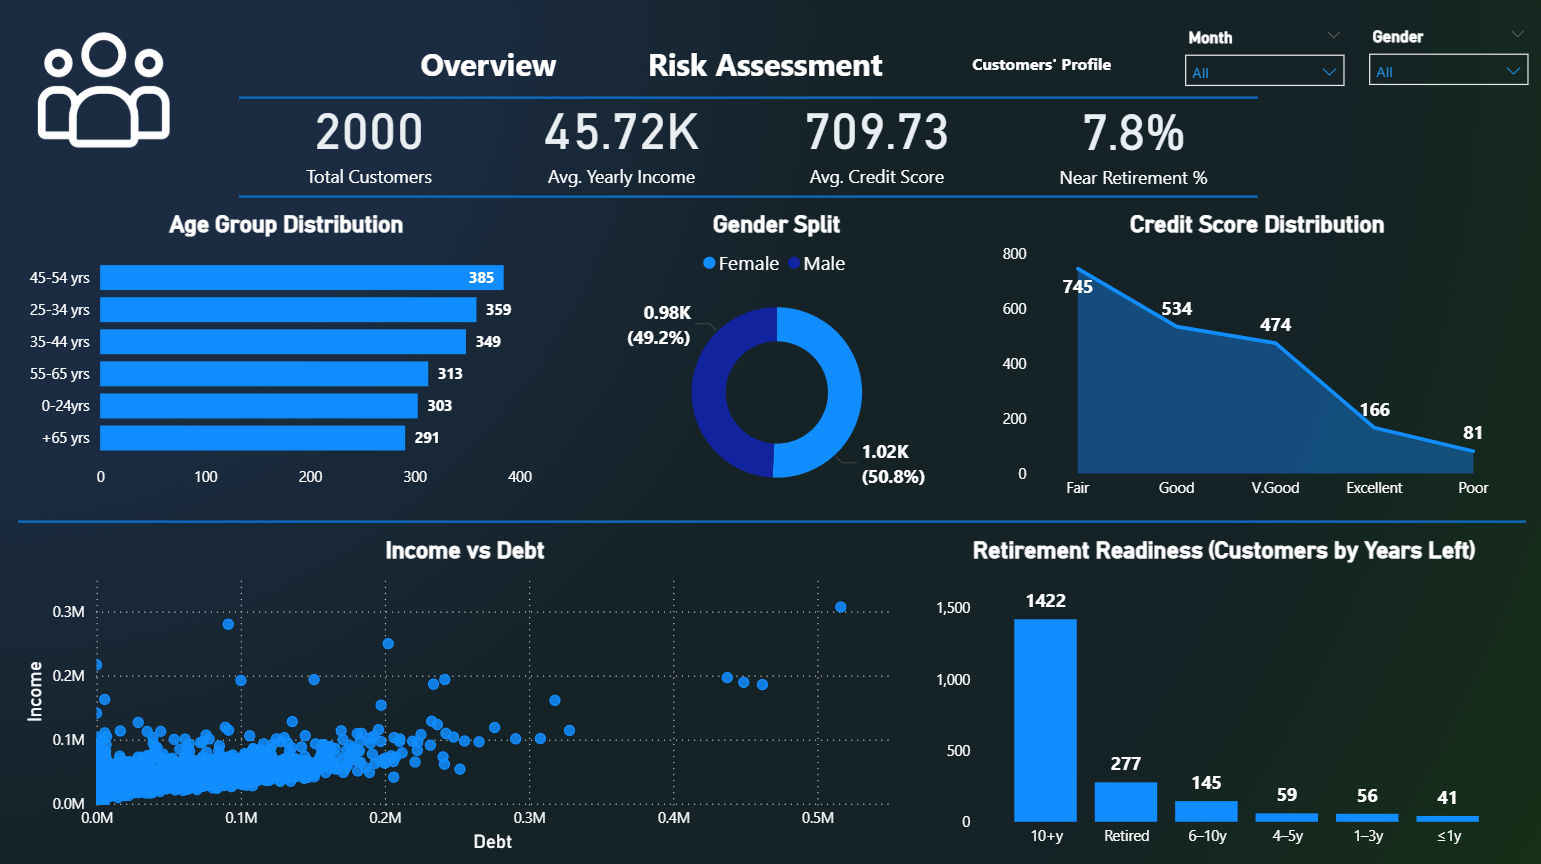 Overview
Risk Assessment
Customers' Profile
Month
All
Gender
All
2000
Total Customers
45.72K
Avg. Yearly Income
709.73
Avg. Credit Score
7.8%
Near Retirement %
Age Group Distribution
45-54 yrs
385
25-34 yrs
359
35-44 yrs
349
55-65 yrs
313
0-24yrs
303
+65 yrs
291
0
100
200
300
400
Gender Split
Female
Male
0.98K
(49.2%)
1.02K
(50.8%)
Credit Score Distribution
800
600
400
200
0
745
534
474
166
81
Fair
Good
V.Good
Excellent
Poor
Income vs Debt
Income
0.3M
0.2M
0.1M
0.0M
0.0M
0.1M
0.2M
0.3M
0.4M
0.5M
Debt
Retirement Readiness (Customers by Years Left)
1,500
1,000
500
0
1422
277
145
59
56
41
10+y
Retired
6–10y
4–5y
1–3y
≤1y